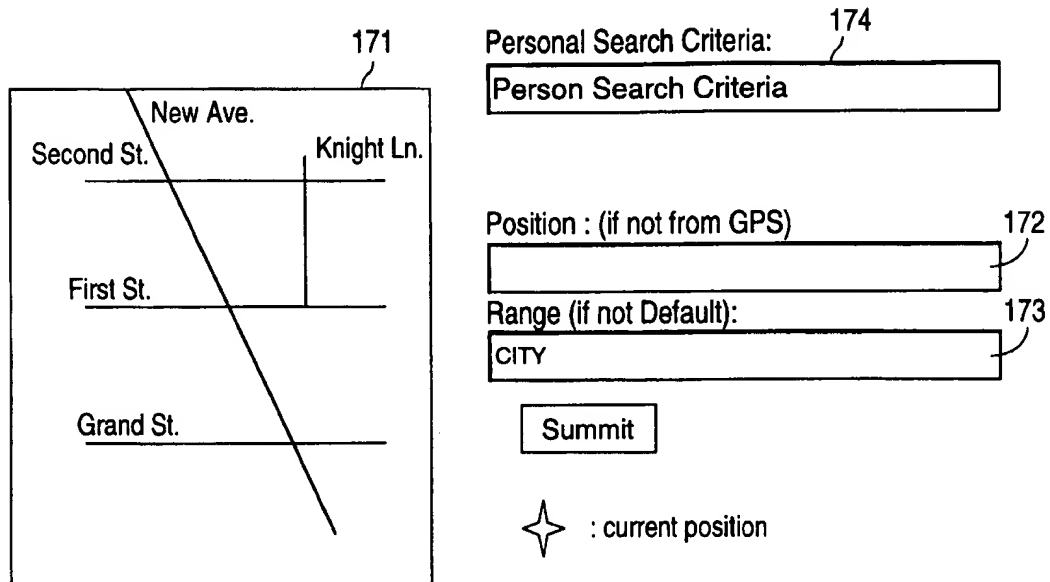 171
New Ave.
Second St.
Knight Ln.
First St.
Grand St.
174
Personal Search Criteria:
Person Search Criteria
Position : (if not from GPS)
172
Range (if not Default):
173
CITY
Summit
: current position